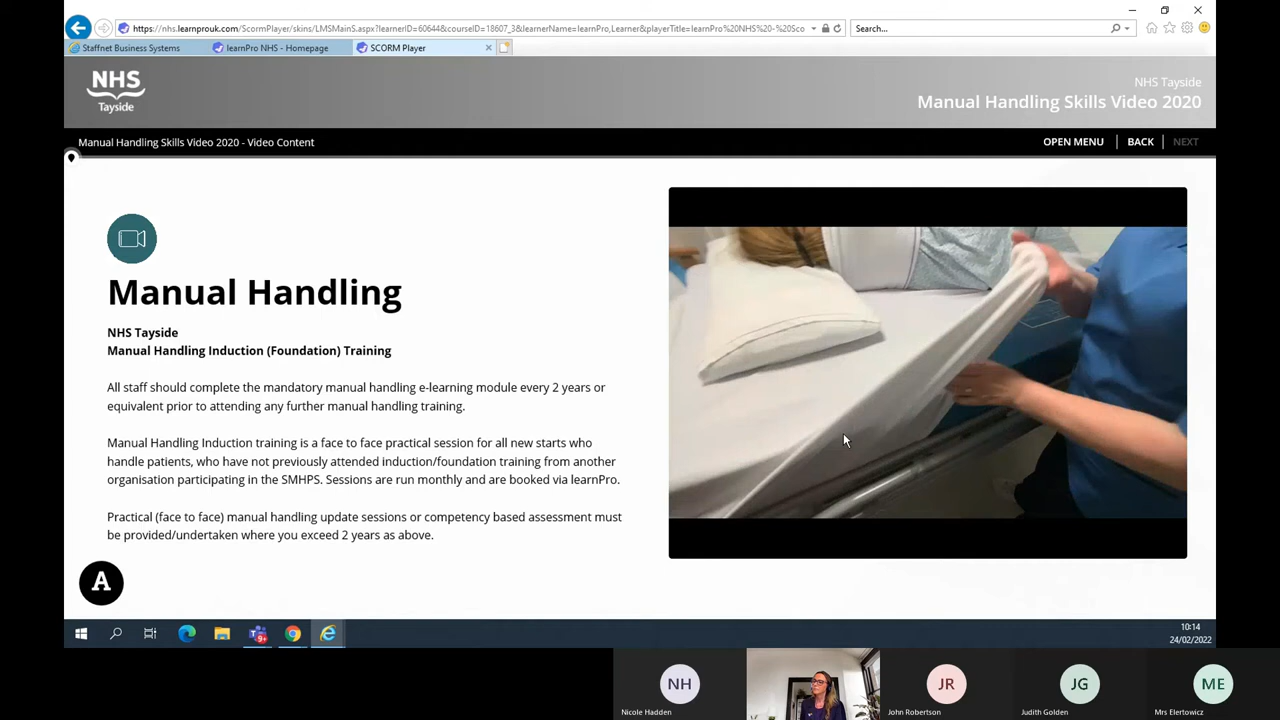 https://nhs.learnprouk.com/ScormPlayer/skins/LMSMainS.aspx?learnerID=60644&courseID=18607_3&learnerName=learnPro,Learner&playerTitle=learnPro%20NHS%20-%20Sco
Search...
Staffnet Business Systems
learnPro NHS - Homepage
SCORM Player
NHS
Tayside
NHS Tayside
Manual Handling Skills Video 2020
Manual Handling Skills Video 2020 - Video Content
OPEN MENU
BACK
NEXT
Manual Handling
NHS Tayside
Manual Handling Induction (Foundation) Training
All staff should complete the mandatory manual handling e-learning module every 2 years or
equivalent prior to attending any further manual handling training.
Manual Handling Induction training is a face to face practical session for all new starts who
handle patients, who have not previously attended induction/foundation training from another
organisation participating in the SMHPS. Sessions are run monthly and are booked via learnPro.
Practical (face to face) manual handling update sessions or competency based assessment must
be provided/undertaken where you exceed 2 years as above.
A
9+
10:14
24/02/2022
NH
JR
JG
ME
Nicole Hadden
John Robertson
Judith Golden
Mrs Elertowicz